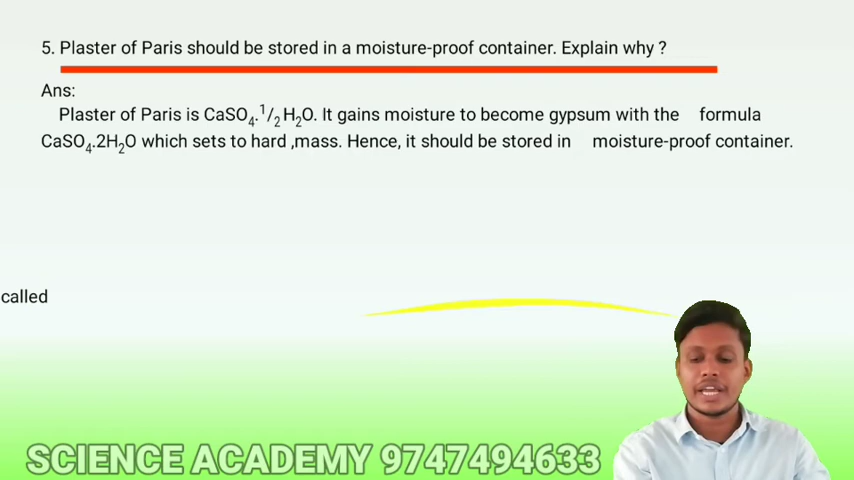 5. Plaster of Paris should be stored in a moisture-proof container. Explain why ?
Ans:
Plaster of Paris is CaSO₄.¹/₂H₂O. It gains moisture to become gypsum with the formula
CaSO₄.2H₂O which sets to hard ,mass. Hence, it should be stored in moisture-proof container.
called
SCIENCE ACADEMY 9747494633